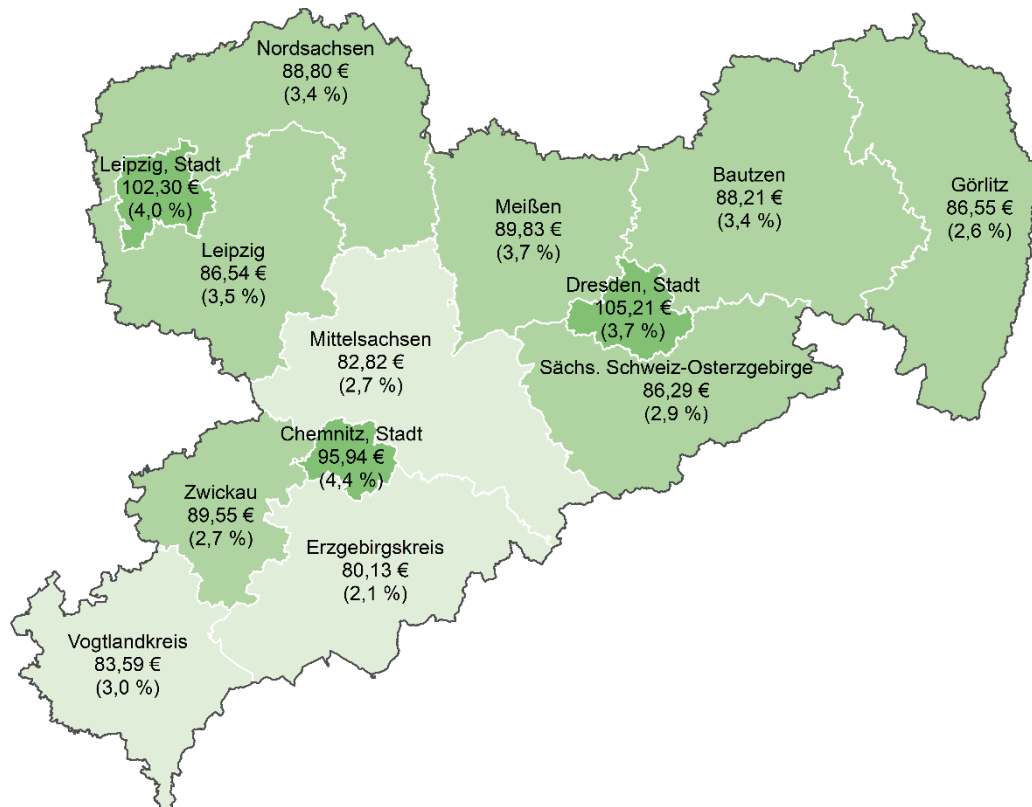 Nordsachsen
88,80 €
(3,4 %)
Leipzig, Stadt
102,30 €
(4,0 %)
Leipzig
86,54 €
(3,5 %)
Meißen
89,83 €
(3,7 %)
Bautzen
88,21 €
(3,4 %)
Görlitz
86,55 €
(2,6 %)
Dresden, Stadt
105,21 €
(3,7 %)
Mittelsachsen
82,82 €
(2,7 %)
Sächs. Schweiz-Osterzgebirge
86,29 €
(2,9 %)
Chemnitz, Stadt
95,94 €
(4,4 %)
Zwickau
89,55 €
(2,7 %)
Erzgebirgskreis
80,13 €
(2,1 %)
Vogtlandkreis
83,59 €
(3,0 %)